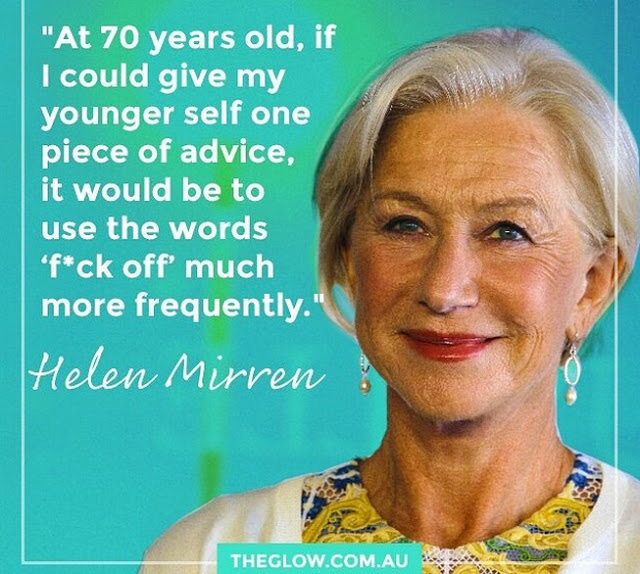 "At 70 years old, if
I could give my
younger self one
piece of advice,
it would be to
use the words
‘f*ck off’ much
more frequently."
Helen Mirren
THEGLOW.COM.AU